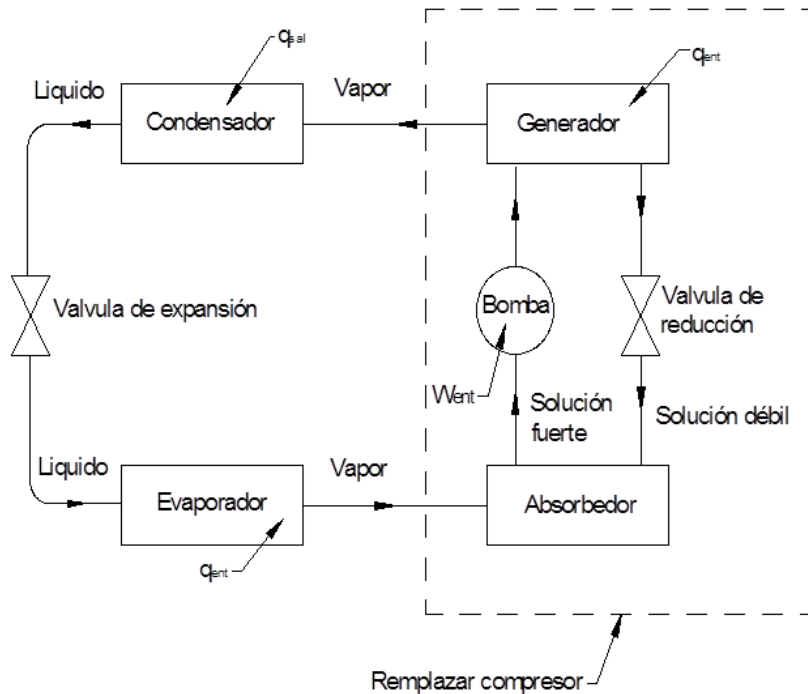 qsal
qent
Liquido
Vapor
Condensador
Generador
Valvula de expansión
Bomba
Valvula de
reducción
Went
Solución
fuerte
Solución débil
Liquido
Vapor
Evaporador
Absorbedor
qent
Remplazar compresor